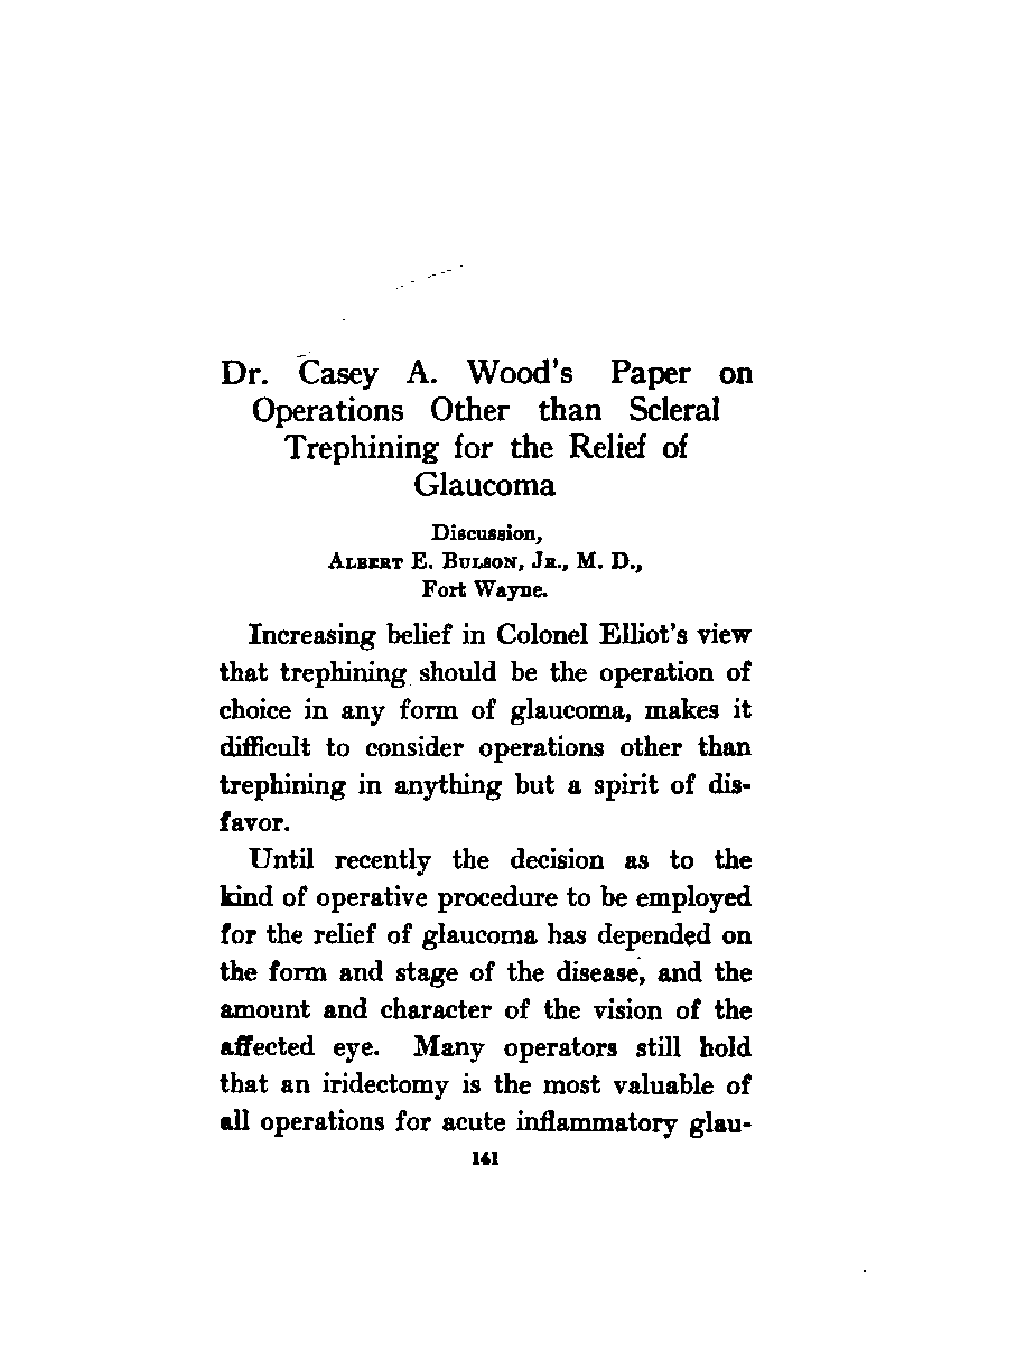 Dr. Casey A. Wood's Paper on
Operations Other than Scleral
Trephining for the Relief of
Glaucoma
Discussion,
ALBERT E. BULSON, JR., M. D.,
Fort Wayne.
Increasing belief in Colonel Elliot's view
that trephining should be the operation of
choice in any form of glaucoma, makes it
difficult to consider operations other than
trephining in anything but a spirit of dis-
favor.
Until recently the decision as to the
kind of operative procedure to be employed
for the relief of glaucoma has depended on
the form and stage of the disease, and the
amount and character of the vision of the
affected eye. Many operators still hold
that an iridectomy is the most valuable of
all operations for acute inflammatory glau-
141